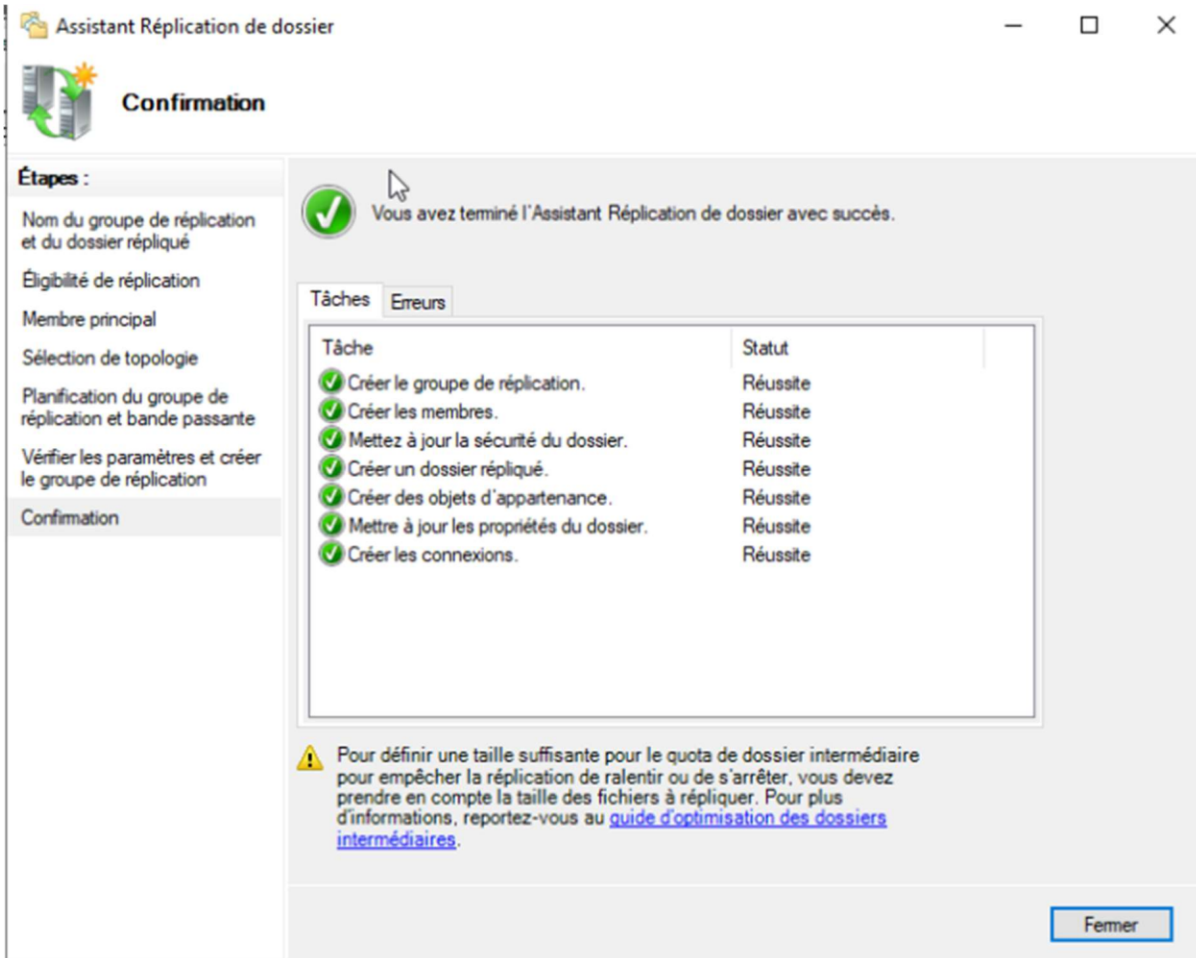 Assistant Réplication de dossier
Confirmation
Étapes :
Nom du groupe de réplication
et du dossier répliqué
Éligibilité de réplication
Membre principal
Sélection de topologie
Planification du groupe de
réplication et bande passante
Vérifier les paramètres et créer
le groupe de réplication
Confirmation
Vous avez terminé l'Assistant Réplication de dossier avec succès.
Tâches Erreurs
Tâche Statut
Créer le groupe de réplication. Réussite
Créer les membres. Réussite
Mettez à jour la sécurité du dossier. Réussite
Créer un dossier répliqué. Réussite
Créer des objets d'appartenance. Réussite
Mettre à jour les propriétés du dossier. Réussite
Créer les connexions. Réussite
Pour définir une taille suffisante pour le quota de dossier intermédiaire
pour empêcher la réplication de ralentir ou de s'arrêter, vous devez
prendre en compte la taille des fichiers à répliquer. Pour plus
d'informations, reportez-vous au guide d'optimisation des dossiers
intermédiaires.
Fermer